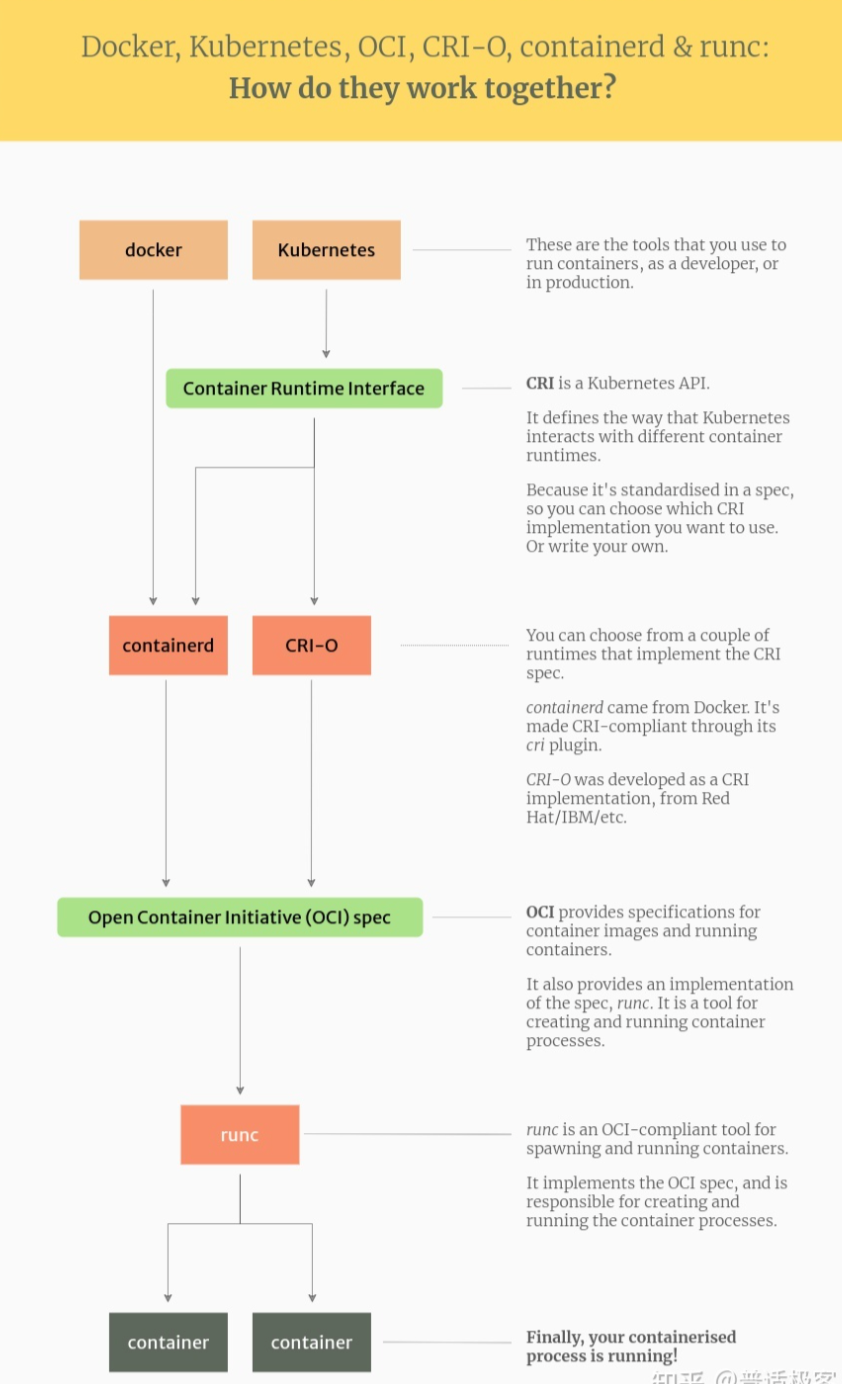 Docker, Kubernetes, OCI, CRI-O, containerd & runc:
How do they work together?
docker
Kubernetes
These are the tools that you use to
run containers, as a developer, or
in production.
Container Runtime Interface
CRI is a Kubernetes API.
It defines the way that Kubernetes
interacts with different container
runtimes.
Because it's standardised in a spec,
so you can choose which CRI
implementation you want to use.
Or write your own.
containerd
CRI-O
You can choose from a couple of
runtimes that implement the CRI
spec.
containerd came from Docker. It's
made CRI-compliant through its
cri plugin.
CRI-O was developed as a CRI
implementation, from Red
Hat/IBM/etc.
Open Container Initiative (OCI) spec
OCI provides specifications for
container images and running
containers.
It also provides an implementation
of the spec, runc. It is a tool for
creating and running container
processes.
runc
runc is an OCI-compliant tool for
spawning and running containers.
It implements the OCI spec, and is
responsible for creating and
running the container processes.
container
container
Finally, your containerised
process is running!
知乎 @普话极客